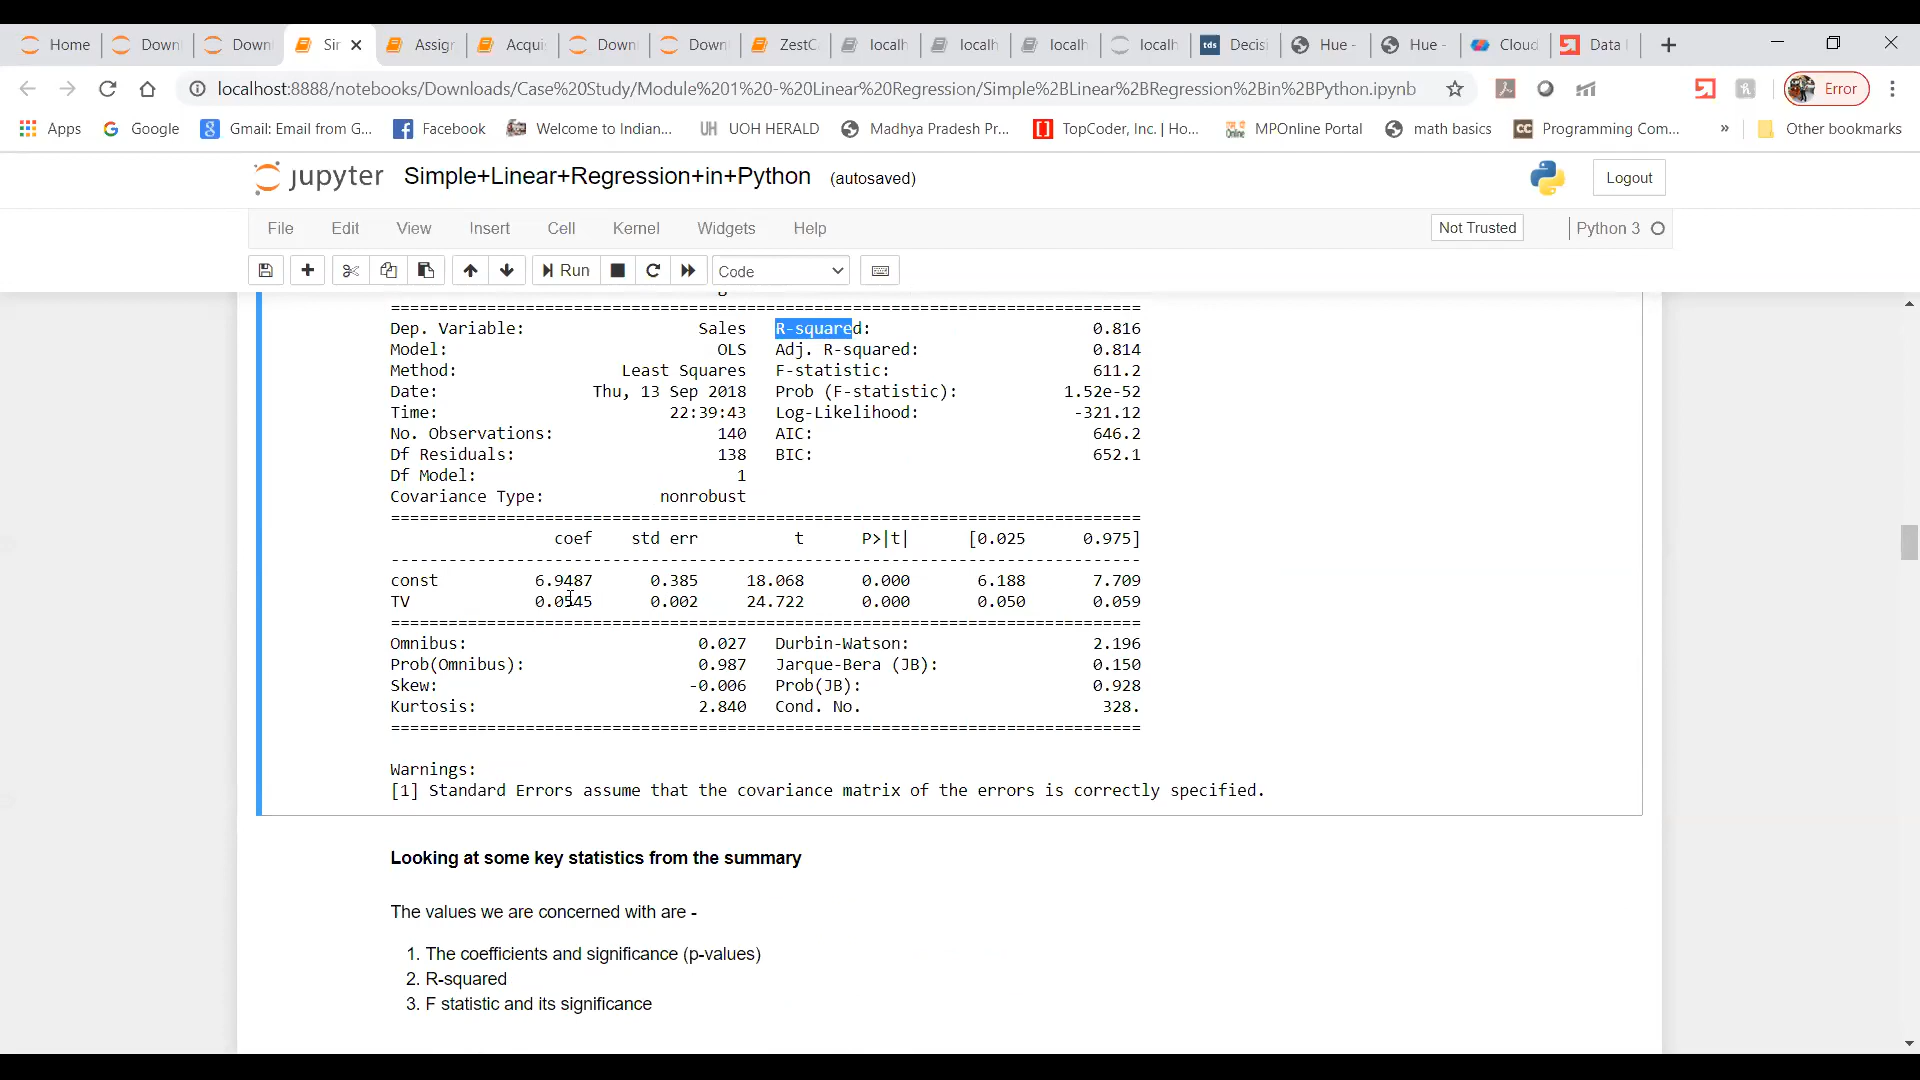 Home Down Down Sir Assig Acqui Down Down ZestC localh localh localh localh tds Decisi Hue - Hue - Cloud Data
localhost:8888/notebooks/Downloads/Case%20Study/Module%201%20-%20Linear%20Regression/Simple%2BLinear%2BRegression%2Bin%2BPython.ipynb Error
Apps Google Gmail: Email from G... Facebook Welcome to Indian... UH UOH HERALD Madhya Pradesh Pr... TopCoder, Inc. | Ho... MPOnline Portal math basics CC Programming Com... » Other bookmarks
jupyter Simple+Linear+Regression+in+Python (autosaved) Logout
File Edit View Insert Cell Kernel Widgets Help Not Trusted Python 3
Run Code
==============================================================================
Dep. Variable: Sales R-squared: 0.816
Model: OLS Adj. R-squared: 0.814
Method: Least Squares F-statistic: 611.2
Date: Thu, 13 Sep 2018 Prob (F-statistic): 1.52e-52
Time: 22:39:43 Log-Likelihood: -321.12
No. Observations: 140 AIC: 646.2
Df Residuals: 138 BIC: 652.1
Df Model: 1
Covariance Type: nonrobust
==============================================================================
coef std err t P>|t| [0.025 0.975]
------------------------------------------------------------------------------
const 6.9487 0.385 18.068 0.000 6.188 7.709
TV 0.0545 0.002 24.722 0.000 0.050 0.059
==============================================================================
Omnibus: 0.027 Durbin-Watson: 2.196
Prob(Omnibus): 0.987 Jarque-Bera (JB): 0.150
Skew: -0.006 Prob(JB): 0.928
Kurtosis: 2.840 Cond. No. 328.
==============================================================================
Warnings:
[1] Standard Errors assume that the covariance matrix of the errors is correctly specified.
Looking at some key statistics from the summary
The values we are concerned with are -
1. The coefficients and significance (p-values)
2. R-squared
3. F statistic and its significance